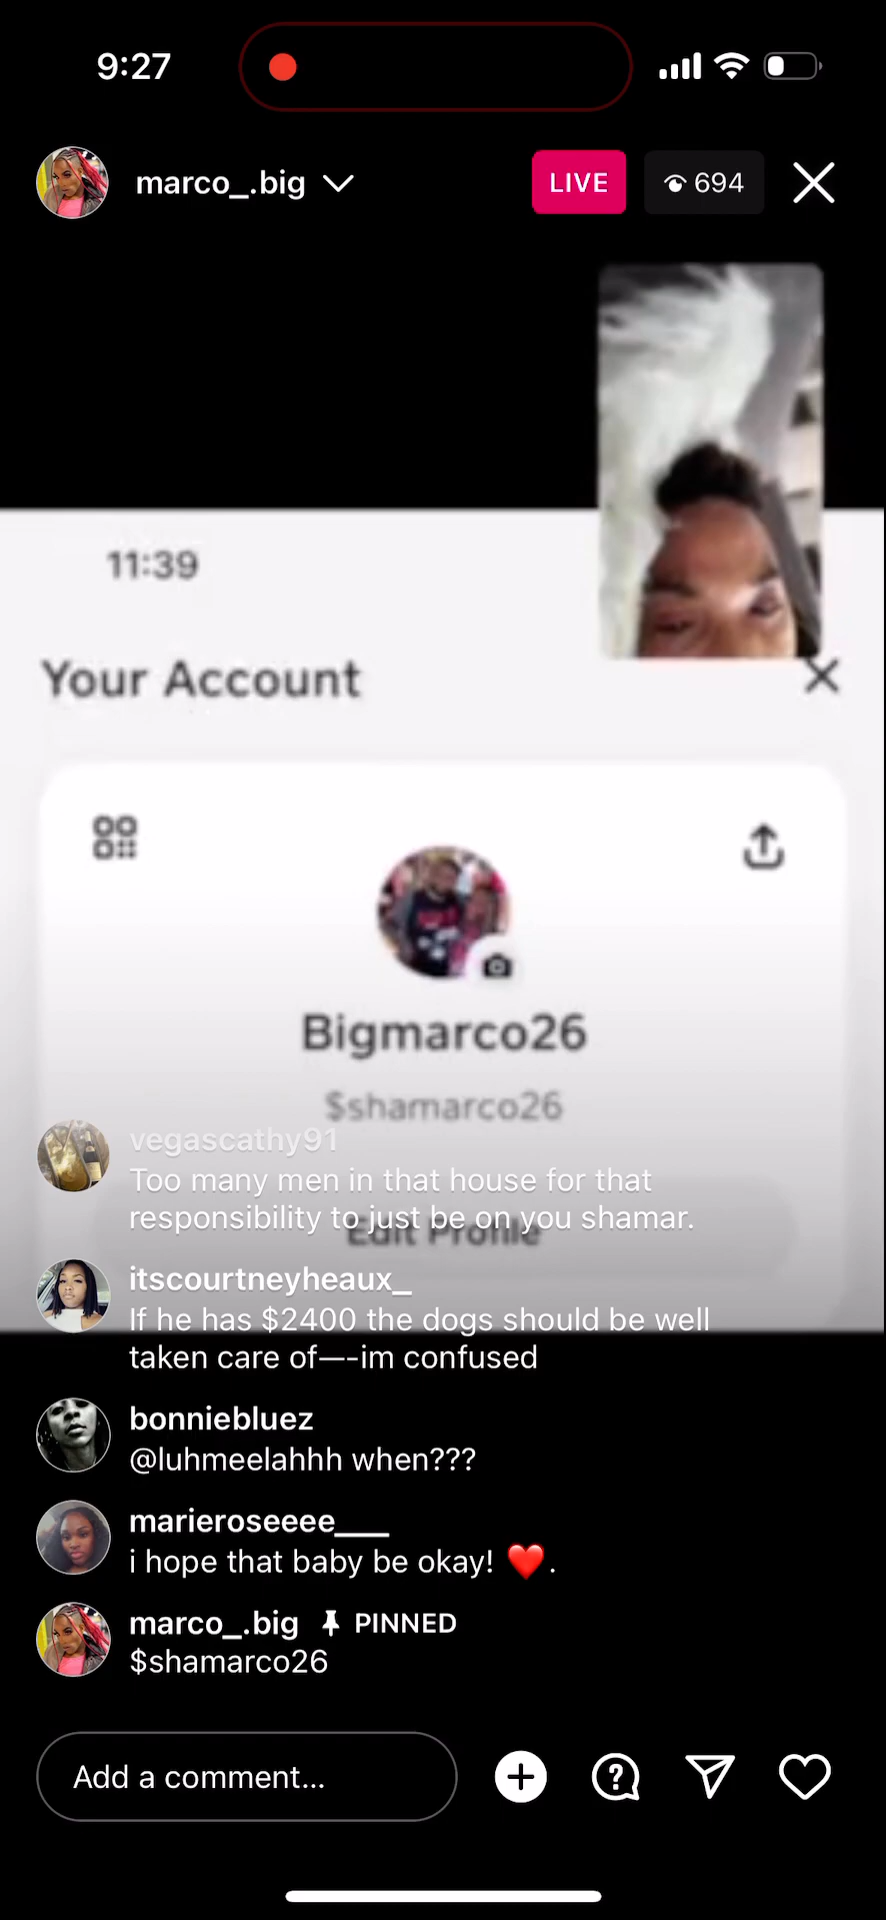 9:27
marco_.big
LIVE
694
11:39
Your Account
Bigmarco26
$shamarco26
vegascathy91
Too many men in that house for that
responsibility to just be on you shamar.
Edit Profile
itscourtneyheaux_
If he has $2400 the dogs should be well
taken care of—-im confused
bonniebluez
@luhmeelahhh when???
marieroseeee___
i hope that baby be okay! ❤️.
marco_.big PINNED
$shamarco26
Add a comment...